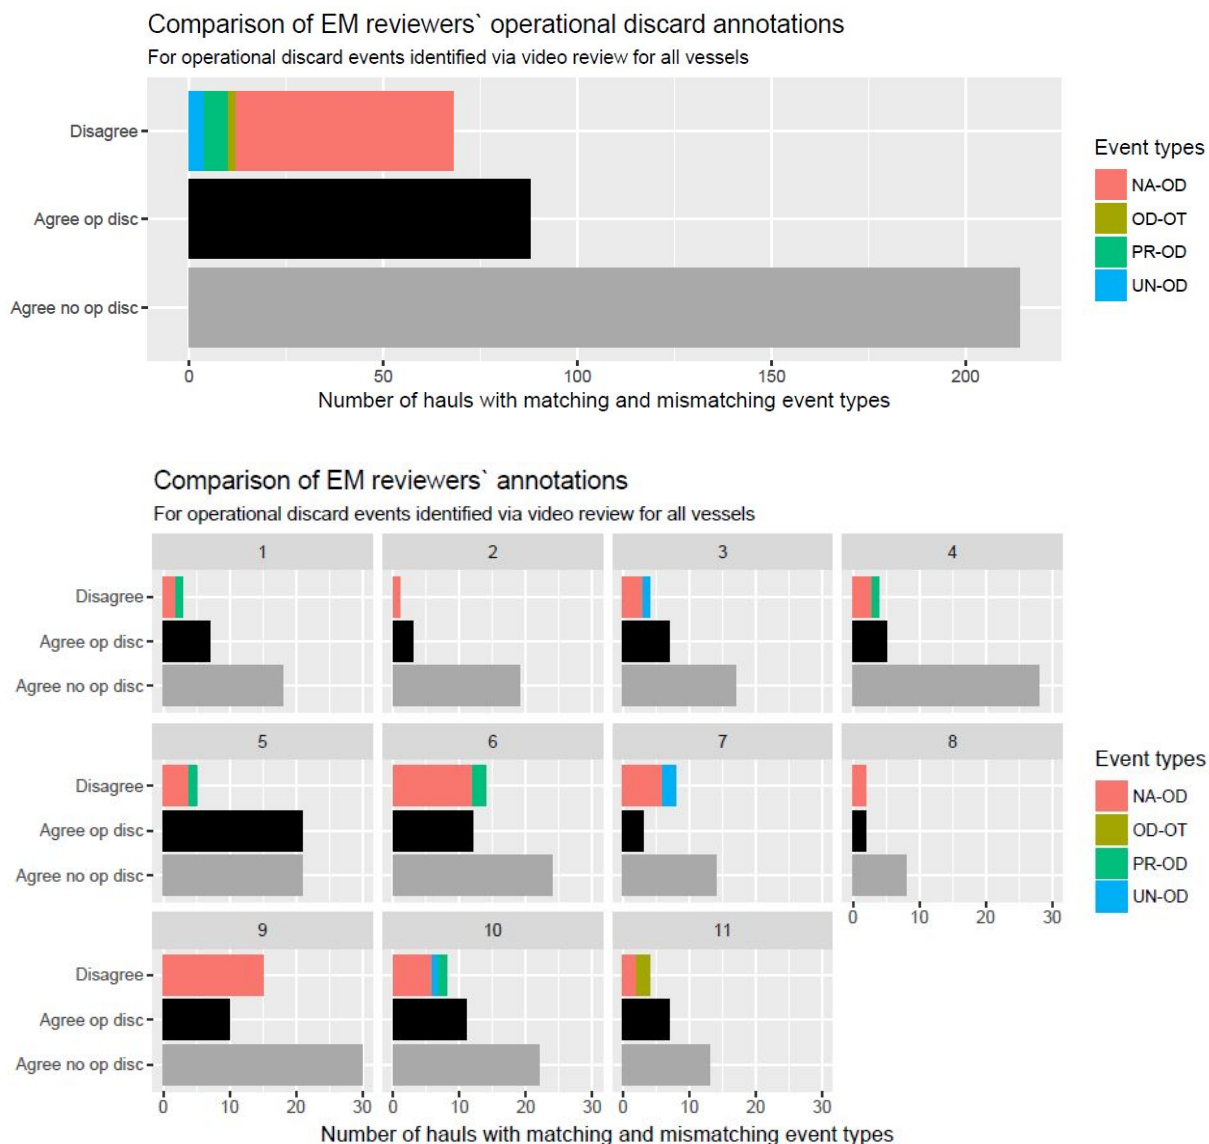 Comparison of EM reviewers` operational discard annotations
For operational discard events identified via video review for all vessels
Disagree
Agree op disc
Agree no op disc
0 50 100 150 200
Number of hauls with matching and mismatching event types
Event types
NA-OD
OD-OT
PR-OD
UN-OD
Comparison of EM reviewers` annotations
For operational discard events identified via video review for all vessels
1 2 3 4
Disagree
Agree op disc
Agree no op disc
5 6 7 8
Disagree
Agree op disc
Agree no op disc
0 10 20 30
9 10 11
Disagree
Agree op disc
Agree no op disc
0 10 20 30 0 10 20 30 0 10 20 30
Number of hauls with matching and mismatching event types
Event types
NA-OD
OD-OT
PR-OD
UN-OD